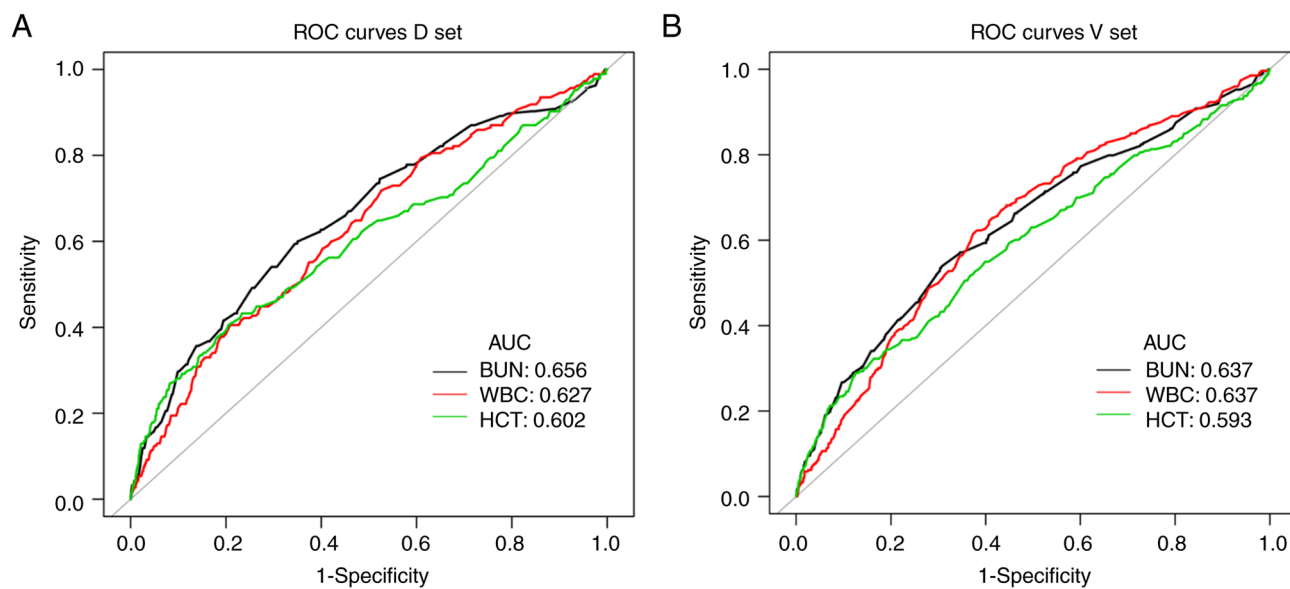 A
ROC curves D set
Sensitivity
1.0
0.8
0.6
0.4
0.2
0.0
AUC
BUN: 0.656
WBC: 0.627
HCT: 0.602
0.0 0.2 0.4 0.6 0.8 1.0
1-Specificity
B
ROC curves V set
Sensitivity
1.0
0.8
0.6
0.4
0.2
0.0
AUC
BUN: 0.637
WBC: 0.637
HCT: 0.593
0.0 0.2 0.4 0.6 0.8 1.0
1-Specificity